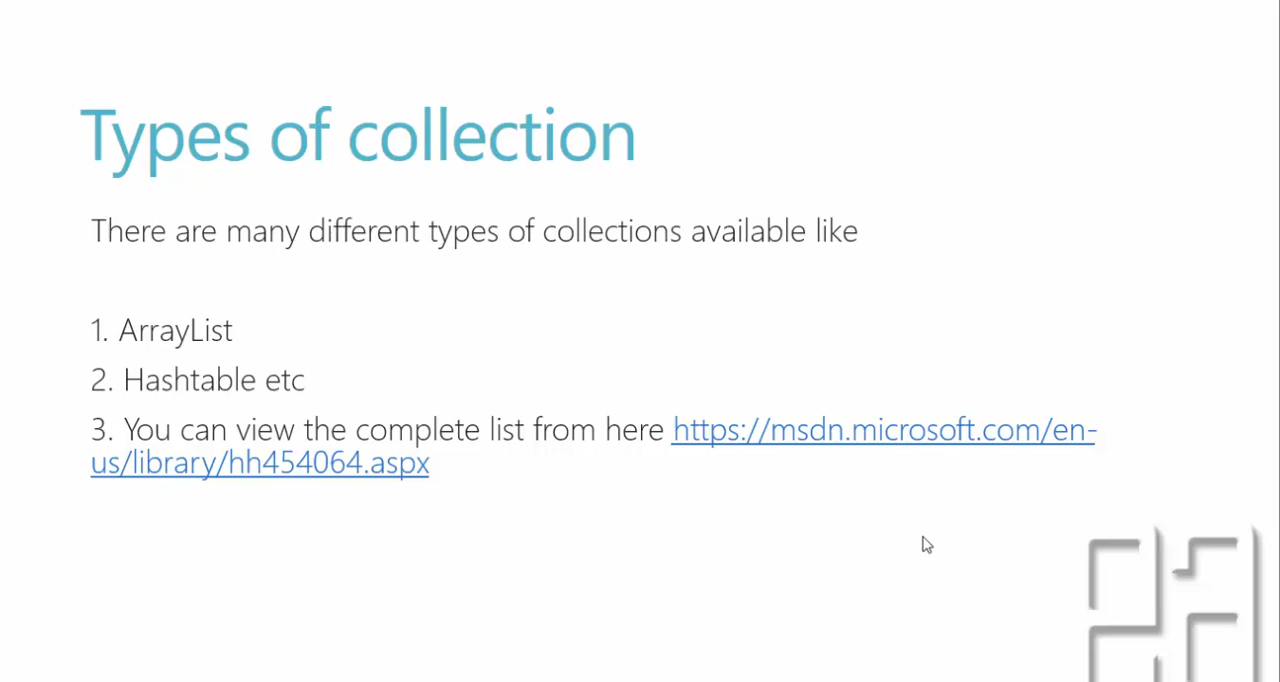 Types of collection
There are many different types of collections available like
1. ArrayList
2. Hashtable etc
3. You can view the complete list from here https://msdn.microsoft.com/en-
us/library/hh454064.aspx